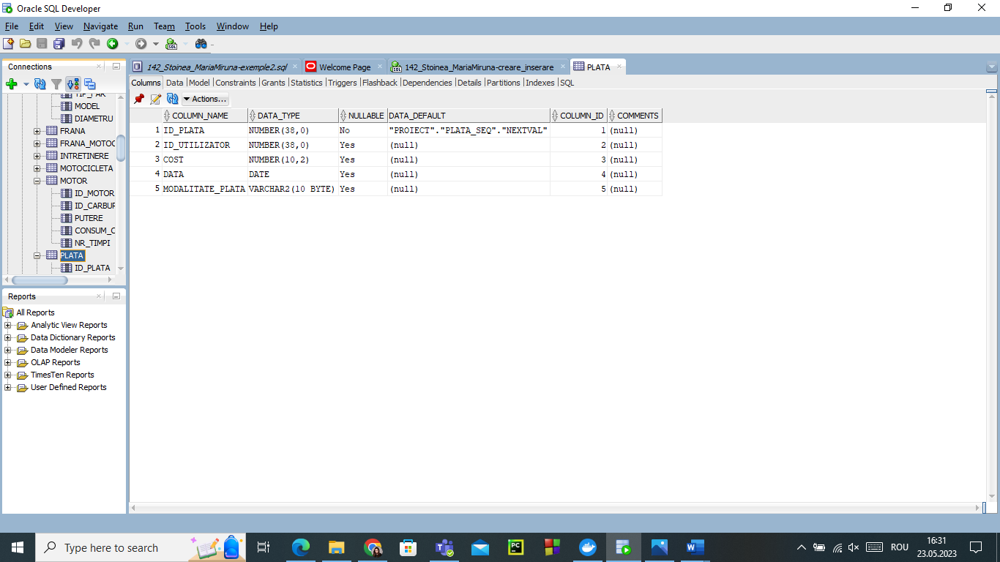 Oracle SQL Developer
File Edit View Navigate Run Team Tools Window Help
Connections
142_Stoinea_MariaMiruna-exemple2.sql
Welcome Page
142_Stoinea_MariaMiruna-creare_inserare
PLATA
Columns Data Model Constraints Grants Statistics Triggers Flashback Dependencies Details Partitions Indexes SQL
Actions...
TIP_PAR
MODEL
DIAMETRU
FRANA
FRANA_MOTOC
INTRETINERE
MOTOCICLETA
MOTOR
ID_MOTOR
ID_CARBUR
PUTERE
CONSUM_C
NR_TIMPI
PLATA
ID_PLATA
COLUMN_NAME DATA_TYPE NULLABLE DATA_DEFAULT COLUMN_ID COMMENTS
1 ID_PLATA NUMBER(38,0) No "PROIECT"."PLATA_SEQ"."NEXTVAL" 1 (null)
2 ID_UTILIZATOR NUMBER(38,0) Yes (null) 2 (null)
3 COST NUMBER(10,2) Yes (null) 3 (null)
4 DATA DATE Yes (null) 4 (null)
5 MODALITATE_PLATA VARCHAR2(10 BYTE) Yes (null) 5 (null)
Reports
All Reports
Analytic View Reports
Data Dictionary Reports
Data Modeler Reports
OLAP Reports
TimesTen Reports
User Defined Reports
Type here to search
ROU
16:31
23.05.2023